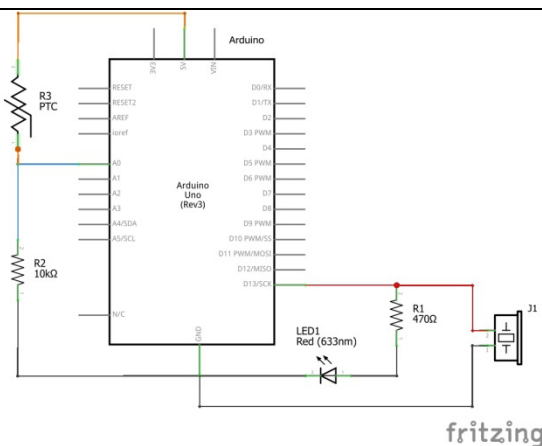 Arduino
3V3
5V
VIN
R3
PTC
RESET
RESET2
AREF
ioref
A0
A1
A2
A3
A4/SDA
A5/SCL
N/C
D0/RX
D1/TX
D2
D3 PWM
D4
D5 PWM
D6 PWM
D7
D8
D9 PWM
D10 PWM/SS
D11 PWM/MOSI
D12/MISO
D13/SCK
Arduino
Uno
(Rev3)
GND
R2
10kΩ
R1
470Ω
J1
LED1
Red (633nm)
fritzing